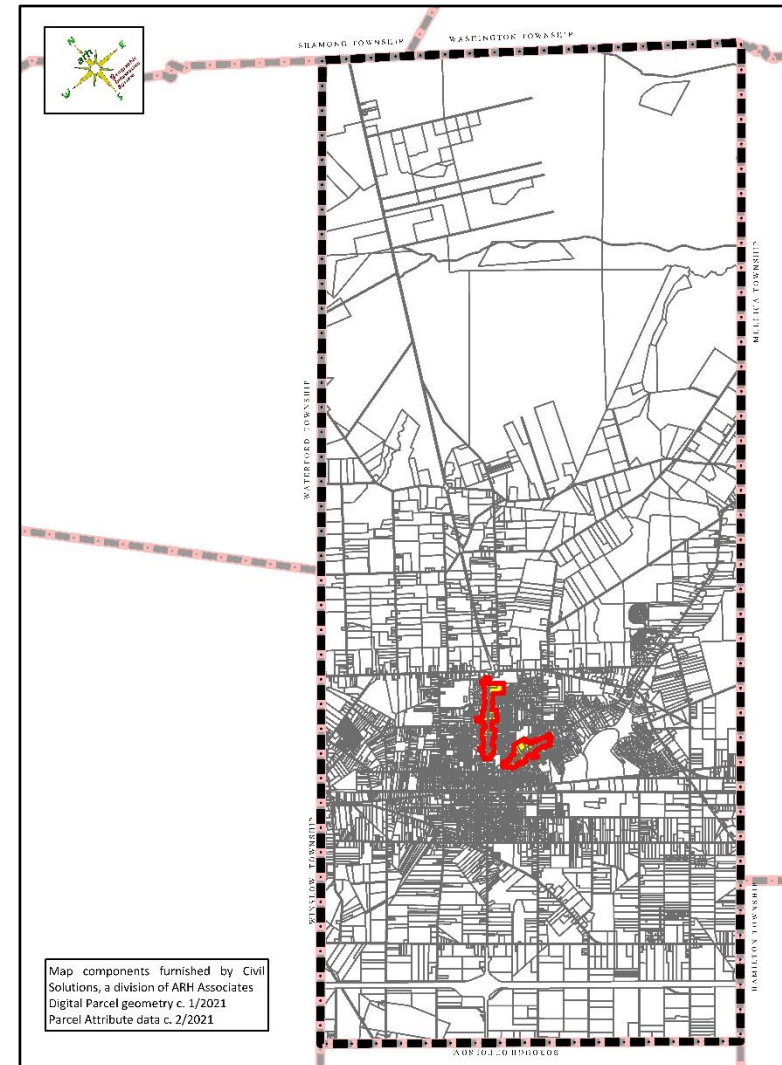 N
E
S
SHAMONG TOWNSHIP
WASHINGTON TOWNSHIP
MULLICA TOWNSHIP
WATERFORD TOWNSHIP
WINSLOW TOWNSHIP
HAMILTON TOWNSHIP
Map components furnished by Civil
Solutions, a division of ARH Associates
Digital Parcel geometry c. 1/2021
Parcel Attribute data c. 2/2021
BOROUGH OF FOLSOM